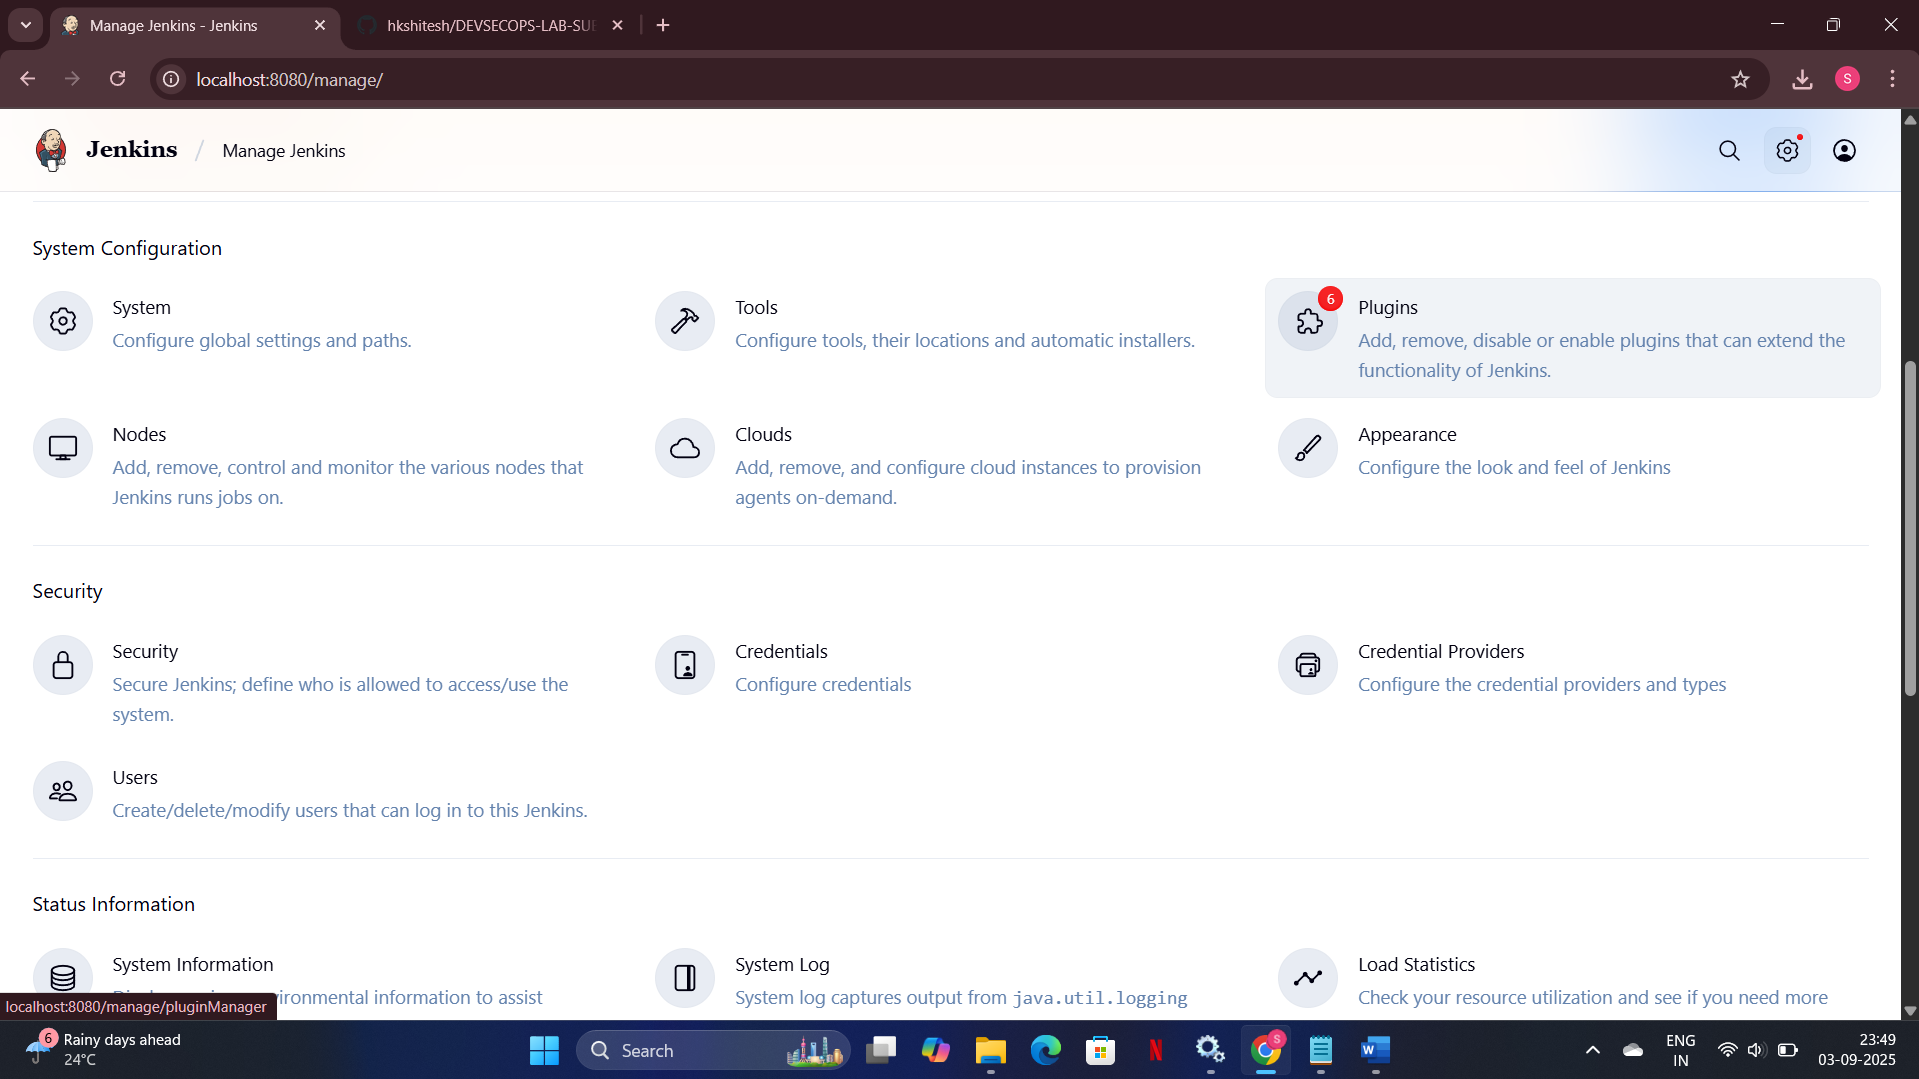 Manage Jenkins - Jenkins
hkshitesh/DEVSECOPS-LAB-SU
localhost:8080/manage/
S
Jenkins / Manage Jenkins
System Configuration
System
Configure global settings and paths.
Tools
Configure tools, their locations and automatic installers.
6
Plugins
Add, remove, disable or enable plugins that can extend the
functionality of Jenkins.
Nodes
Add, remove, control and monitor the various nodes that
Jenkins runs jobs on.
Clouds
Add, remove, and configure cloud instances to provision
agents on-demand.
Appearance
Configure the look and feel of Jenkins
Security
Security
Secure Jenkins; define who is allowed to access/use the
system.
Credentials
Configure credentials
Credential Providers
Configure the credential providers and types
Users
Create/delete/modify users that can log in to this Jenkins.
Status Information
System Information
vironmental information to assist
System Log
System log captures output from java.util.logging
Load Statistics
Check your resource utilization and see if you need more
localhost:8080/manage/pluginManager
6
Rainy days ahead
24°C
Search
N
S
W
ENG
IN
23:49
03-09-2025